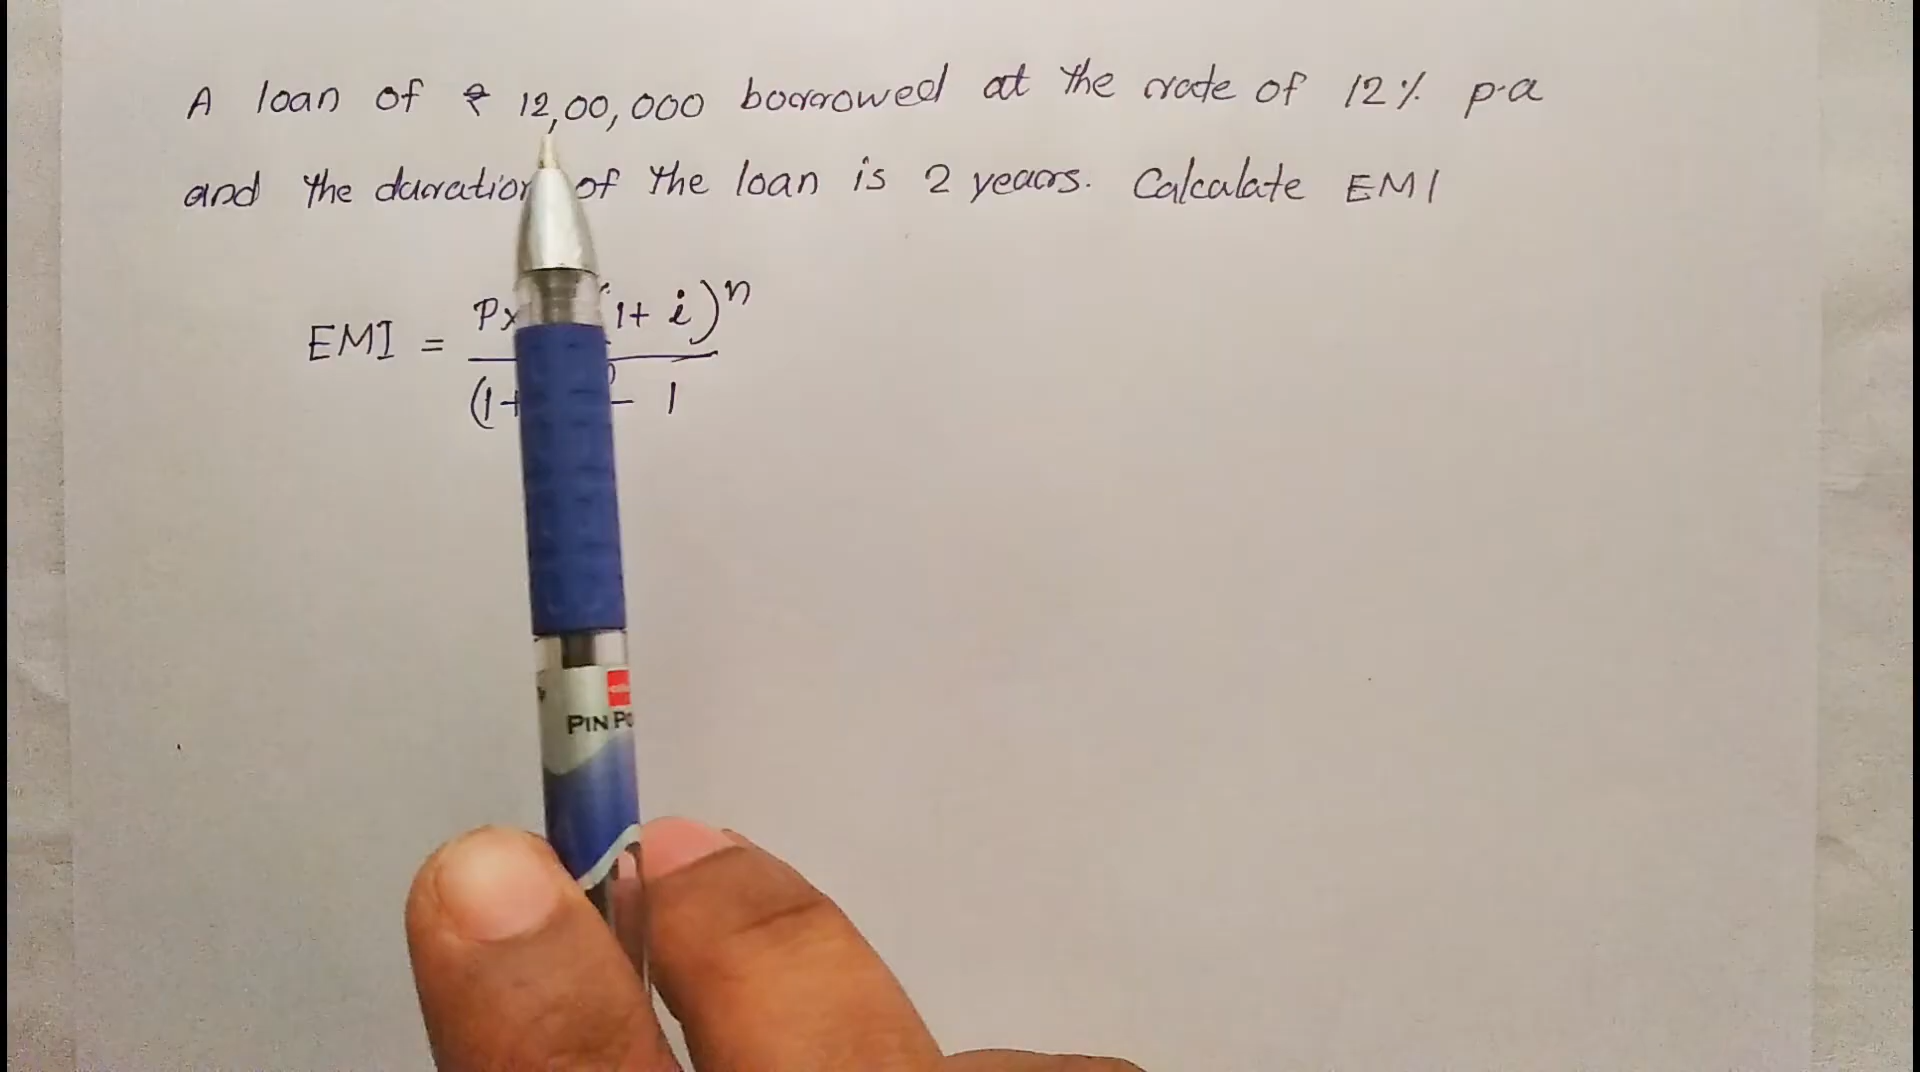 A loan of ₹ 12,00,000 borrowed at the rate of 12% p.a
and the duration of the loan is 2 years. Calculate EMI
EMI = P× (1+ i)ⁿ
(1+ - 1
PIN PO